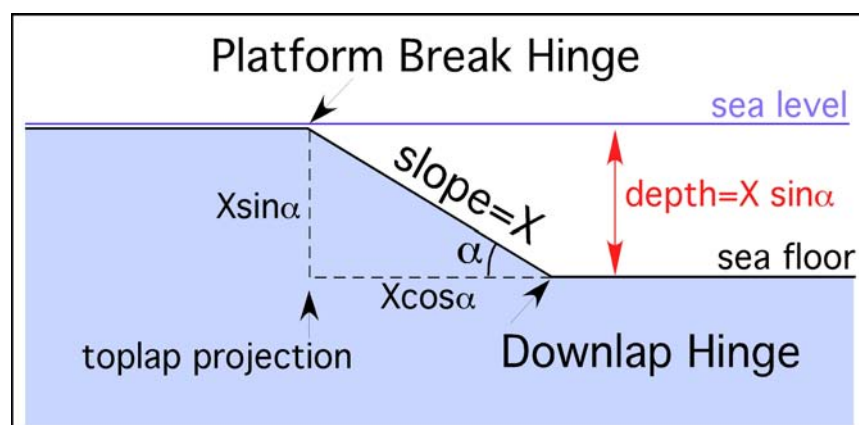 Platform Break Hinge
sea level
slope=X
Xsinα
depth=X sinα
α
sea floor
Xcosα
toplap projection
Downlap Hinge